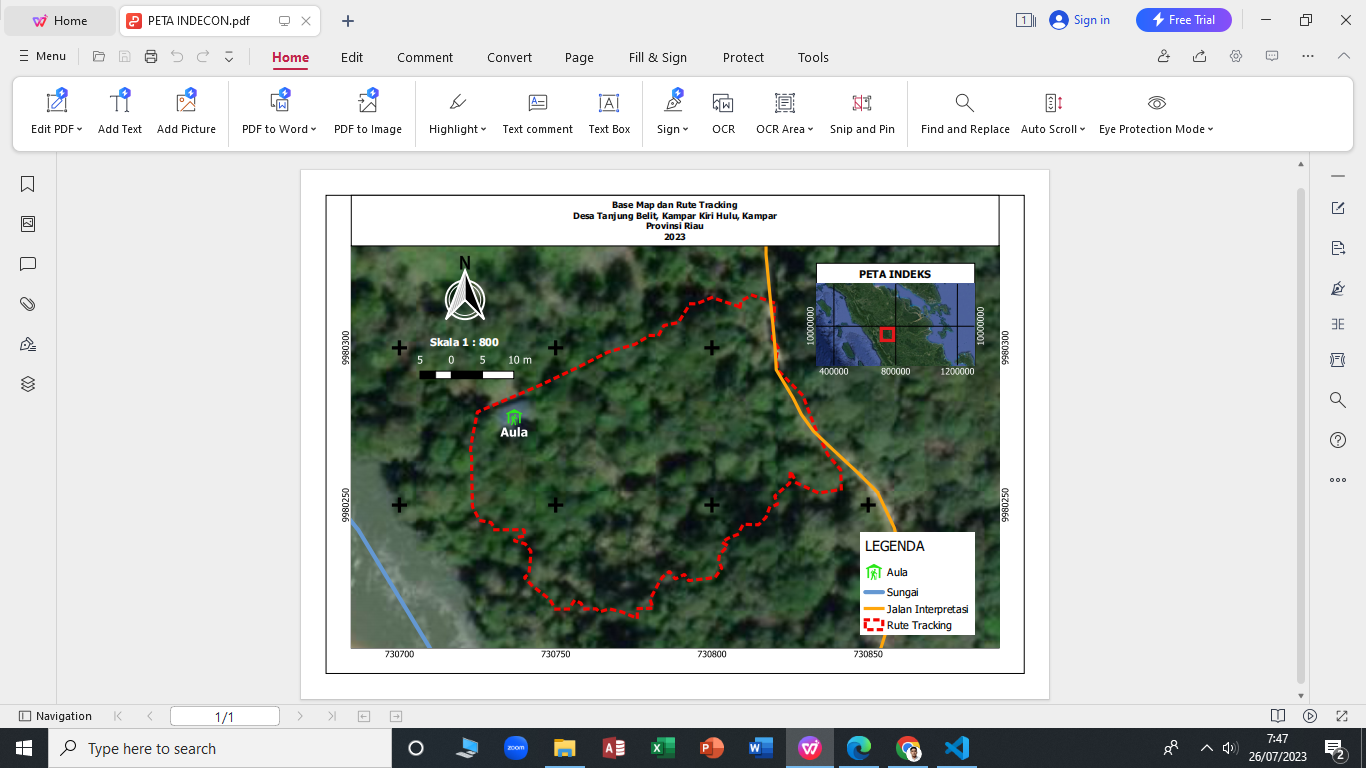 Home
PETA INDECON.pdf
1
Sign in
Free Trial
Menu
Home
Edit
Comment
Convert
Page
Fill & Sign
Protect
Tools
Edit PDF
Add Text
Add Picture
PDF to Word
PDF to Image
Highlight
Text comment
Text Box
Sign
OCR
OCR Area
Snip and Pin
Find and Replace
Auto Scroll
Eye Protection Mode
Base Map dan Rute Tracking
Desa Tanjung Belit, Kampar Kiri Hulu, Kampar
Provinsi Riau
2023
N
Skala 1 : 800
5 0 5 10 m
PETA INDEKS
10000000
10000000
400000 800000 1200000
9980300
9980300
Aula
9980250
9980250
LEGENDA
Aula
Sungai
Jalan Interpretasi
Rute Tracking
730700 730750 730800 730850
Navigation
1/1
Type here to search
zoom
7:47
26/07/2023
2